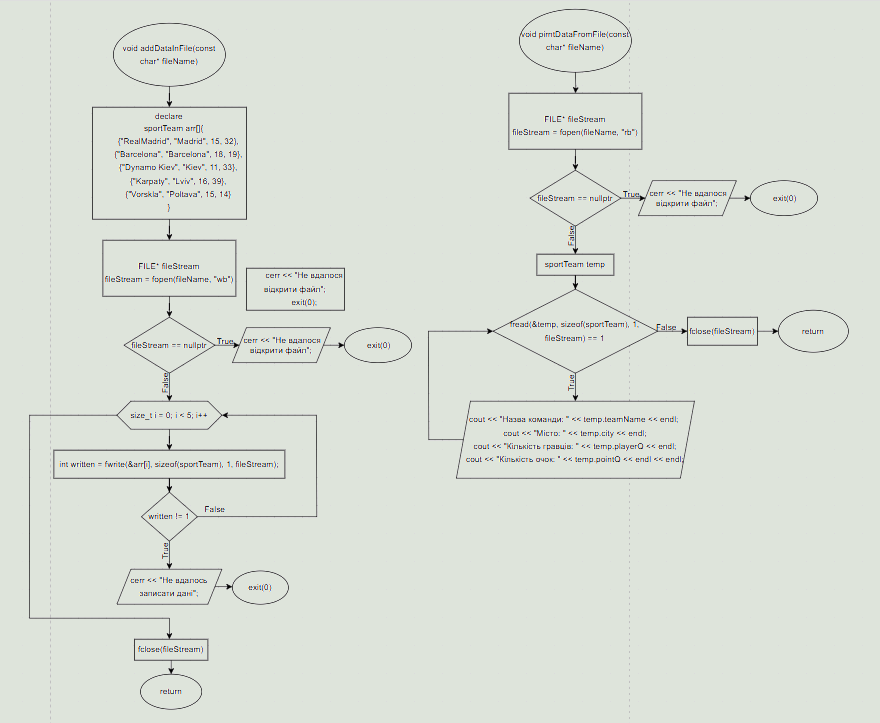 void addDataInFile(const
char* fileName)
declare
sportTeam arr[]{
{"RealMadrid", "Madrid", 15, 32},
{"Barcelona", "Barcelona", 18, 19},
{"Dynamo Kiev", "Kiev", 11, 33},
{"Karpaty", "Lviv", 16, 39},
{"Vorskla", "Poltava", 15, 14}
}
FILE* fileStream
fileStream = fopen(fileName, "wb");
cerr << "Не вдалося
відкрити файл";
exit(0);
fileStream == nullptr
True
cerr << "Не вдалося
відкрити файл";
exit(0)
False
size_t i = 0; i < 5; i++
int written = fwrite(&arr[i], sizeof(sportTeam), 1, fileStream);
written != 1
False
True
cerr << "Не вдалось
записати дані";
exit(0)
fclose(fileStream)
return
void pirntDataFromFile(const
char* fileName)
FILE* fileStream
fileStream = fopen(fileName, "rb");
fileStream == nullptr
True
cerr << "Не вдалося
відкрити файл";
exit(0)
False
sportTeam temp
fread(&temp, sizeof(sportTeam), 1,
fileStream) == 1
False
fclose(fileStream)
return
True
cout << "Назва команди: " << temp.teamName << endl;
cout << "Місто: " << temp.city << endl;
cout << "Кількість гравців: " << temp.playerQ << endl;
cout << "Кількість очок: " << temp.pointQ << endl << endl;